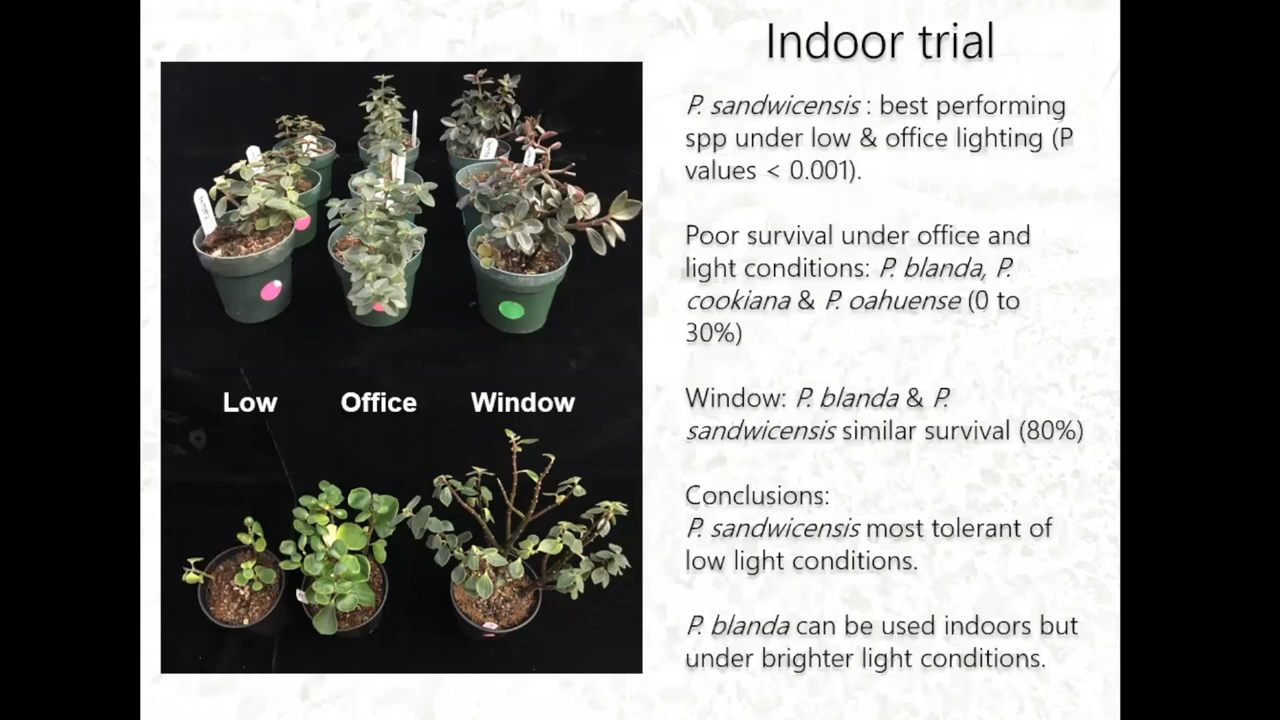 Indoor trial
P. sandwicensis : best performing
spp under low & office lighting (P
values < 0.001).
Poor survival under office and
light conditions: P. blanda, P.
cookiana & P. oahuense (0 to
30%)
Window: P. blanda & P.
sandwicensis similar survival (80%)
Conclusions:
P. sandwicensis most tolerant of
low light conditions.
P. blanda can be used indoors but
under brighter light conditions.
Low Office Window